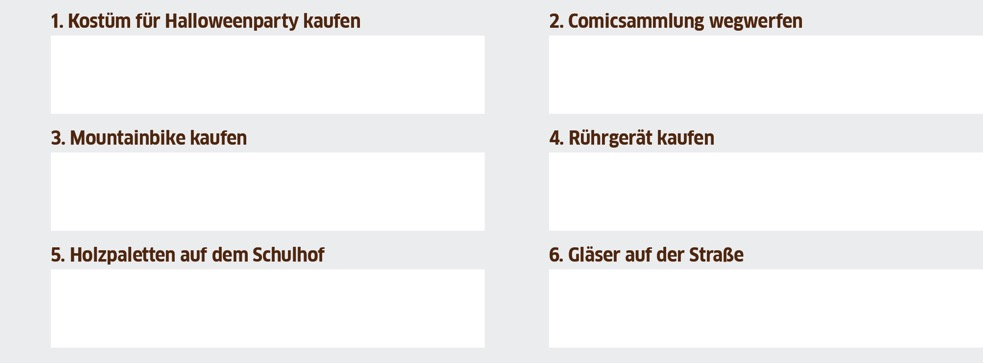 1. Kostüm für Halloweenparty kaufen
2. Comicsammlung wegwerfen
3. Mountainbike kaufen
4. Rührgerät kaufen
5. Holzpaletten auf dem Schulhof
6. Gläser auf der Straße